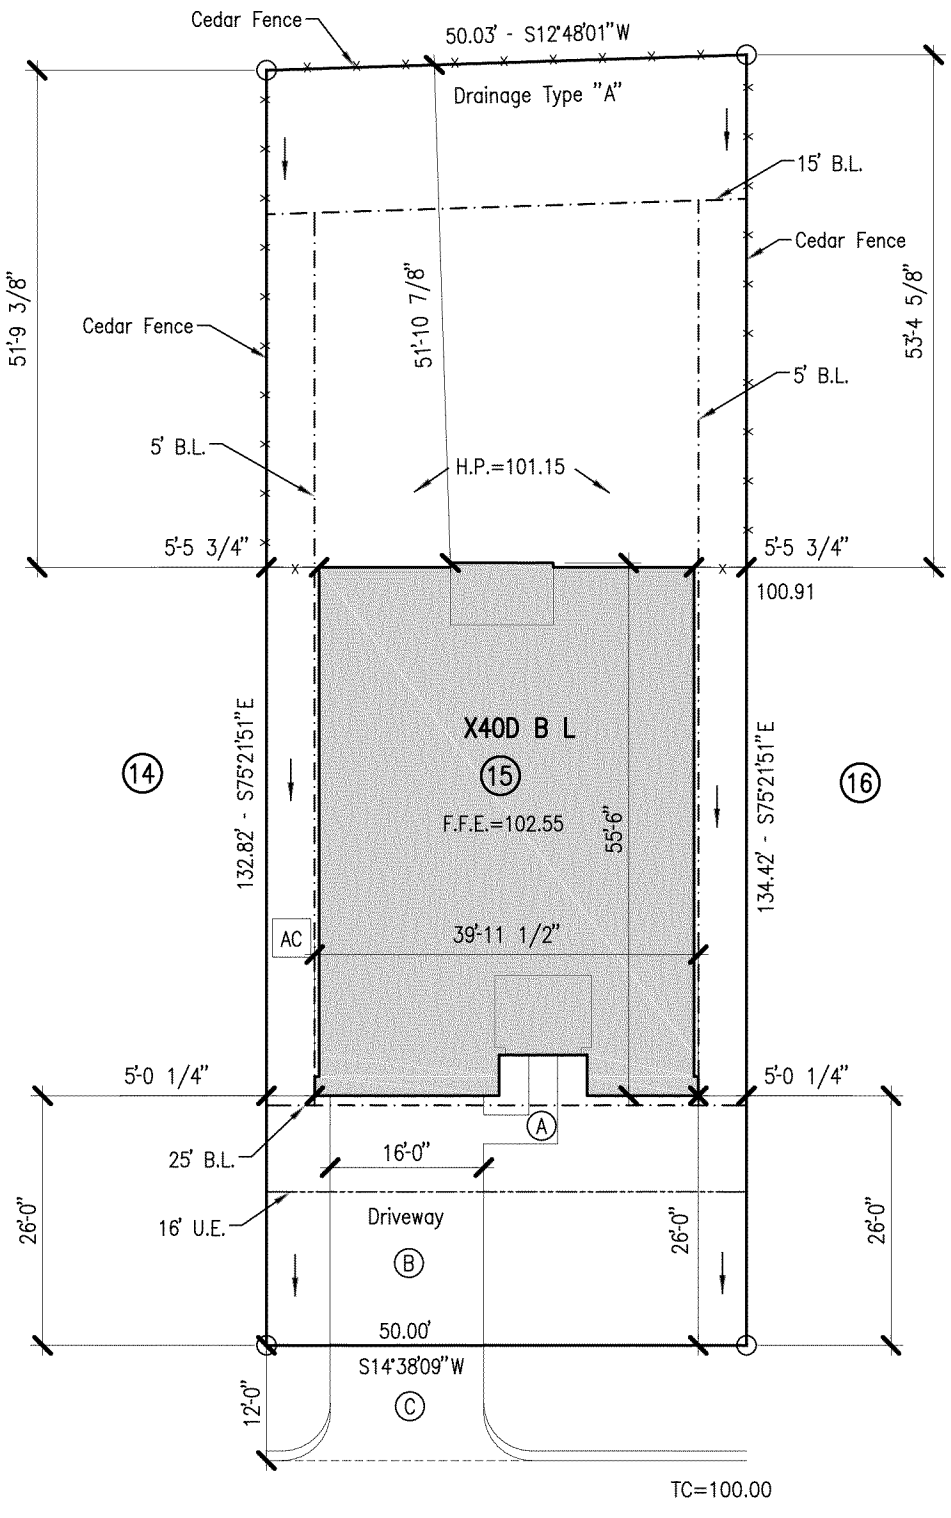 Cedar Fence
50.03' - S12°48'01"W
Drainage Type "A"
15' B.L.
Cedar Fence
51'-9 3/8"
51'-10 7/8"
53'-4 5/8"
Cedar Fence
5' B.L.
5' B.L.
H.P.=101.15
5'-5 3/4"
5'-5 3/4"
100.91
X40D B L
14
15
16
132.82' - S75°21'51"E
134.42' - S75°21'51"E
F.F.E.=102.55
55'-6"
AC
39'-11 1/2"
5'-0 1/4"
5'-0 1/4"
A
25' B.L.
16'-0"
16' U.E.
Driveway
26'-0"
26'-0"
26'-0"
B
50.00'
S14°38'09"W
12'-0"
C
TC=100.00